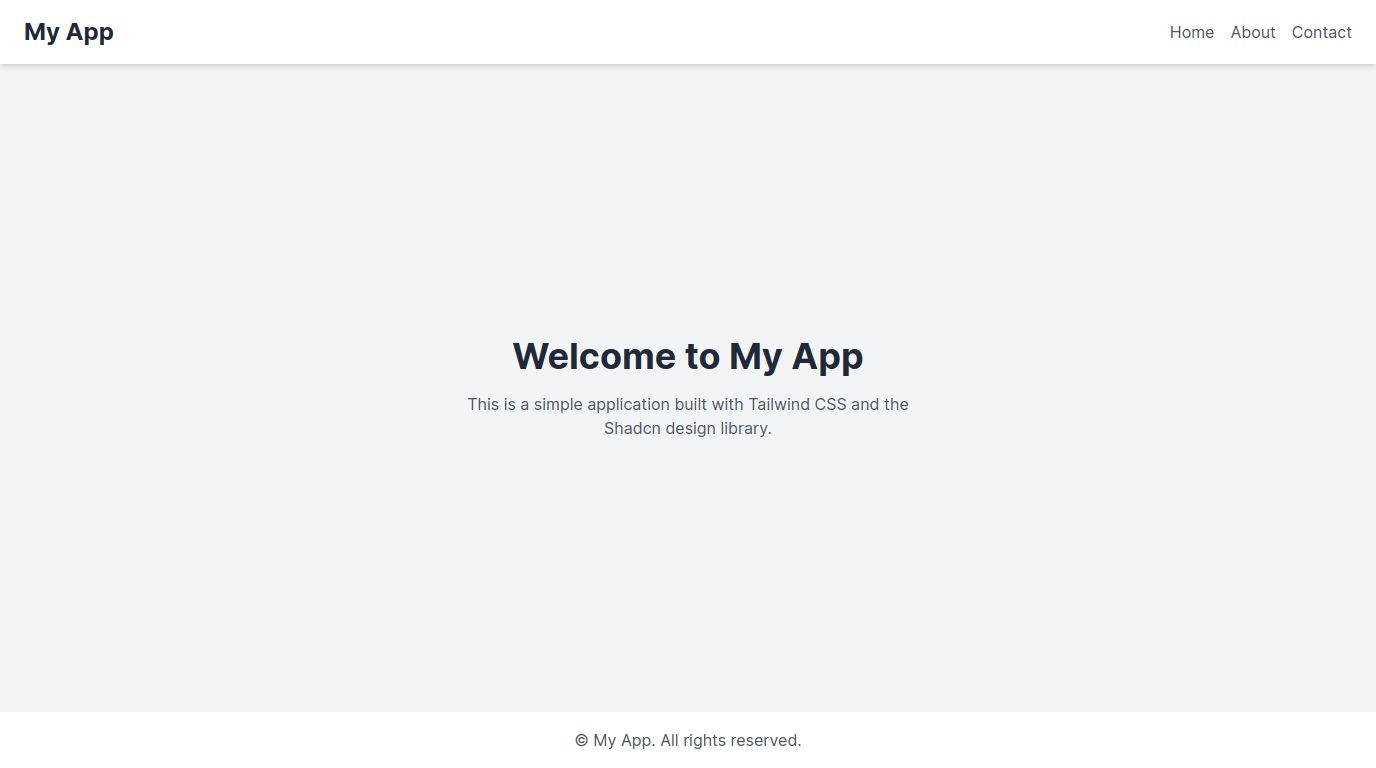 My App
Home About Contact
Welcome to My App
This is a simple application built with Tailwind CSS and the
Shadcn design library.
© My App. All rights reserved.